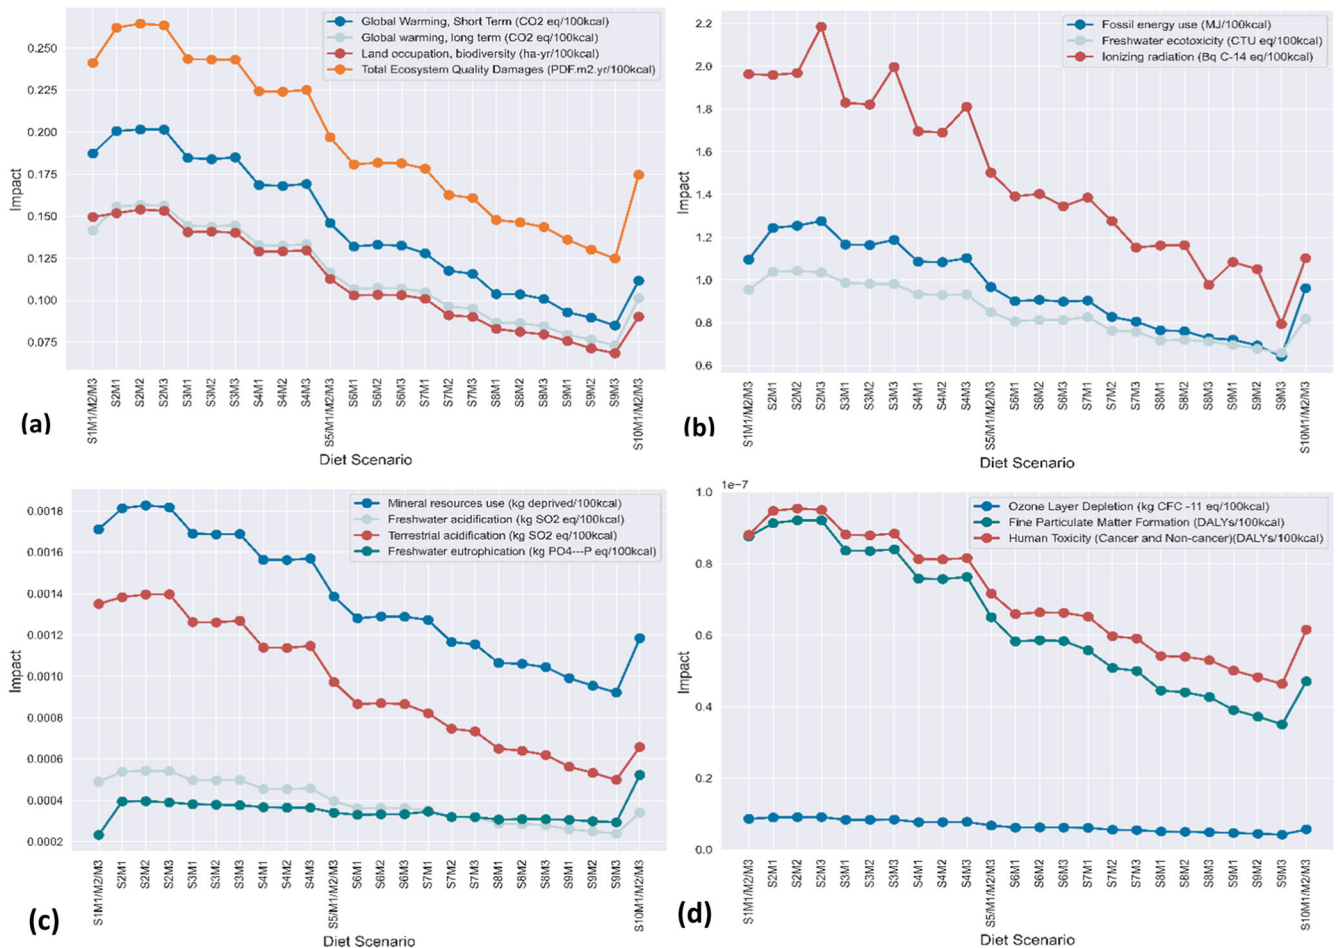 Global Warming, Short Term (CO2 eq/100kcal)
Global warming, long term (CO2 eq/100kcal)
Land occupation, biodiversity (ha-yr/100kcal)
Total Ecosystem Quality Damages (PDF.m2.yr/100kcal)
0.250
0.225
0.200
0.175
0.150
0.125
0.100
0.075
Impact
S1M1/M2/M3
S2M1
S2M2
S2M3
S3M1
S3M2
S3M3
S4M1
S4M2
S4M3
S5/M1/M2/M3
S6M1
S6M2
S6M3
S7M1
S7M2
S7M3
S8M1
S8M2
S8M3
S9M1
S9M2
S9M3
S10M1/M2/M3
Diet Scenario
(a)
Fossil energy use (MJ/100kcal)
Freshwater ecotoxicity (CTU eq/100kcal)
Ionizing radiation (Bq C-14 eq/100kcal)
2.2
2.0
1.8
1.6
1.4
1.2
1.0
0.8
0.6
Impact
S1M1/M2/M3
S2M1
S2M2
S2M3
S3M1
S3M2
S3M3
S4M1
S4M2
S4M3
S5/M1/M2/M3
S6M1
S6M2
S6M3
S7M1
S7M2
S7M3
S8M1
S8M2
S8M3
S9M1
S9M2
S9M3
S10M1/M2/M3
Diet Scenario
(b)
Mineral resources use (kg deprived/100kcal)
Freshwater acidification (kg SO2 eq/100kcal)
Terrestrial acidification (kg SO2 eq/100kcal)
Freshwater eutrophication (kg PO4---P eq/100kcal)
0.0018
0.0016
0.0014
0.0012
0.0010
0.0008
0.0006
0.0004
0.0002
Impact
S1M1/M2/M3
S2M1
S2M2
S2M3
S3M1
S3M2
S3M3
S4M1
S4M2
S4M3
S5/M1/M2/M3
S6M1
S6M2
S6M3
S7M1
S7M2
S7M3
S8M1
S8M2
S8M3
S9M1
S9M2
S9M3
S10M1/M2/M3
Diet Scenario
(c)
1e-7
Ozone Layer Depletion (kg CFC -11 eq/100kcal)
Fine Particulate Matter Formation (DALYs/100kcal)
Human Toxicity (Cancer and Non-cancer)(DALYs/100kcal)
1.0
0.8
0.6
0.4
0.2
0.0
Impact
S1M1/M2/M3
S2M1
S2M2
S2M3
S3M1
S3M2
S3M3
S4M1
S4M2
S4M3
S5/M1/M2/M3
S6M1
S6M2
S6M3
S7M1
S7M2
S7M3
S8M1
S8M2
S8M3
S9M1
S9M2
S9M3
S10M1/M2/M3
Diet Scenario
(d)